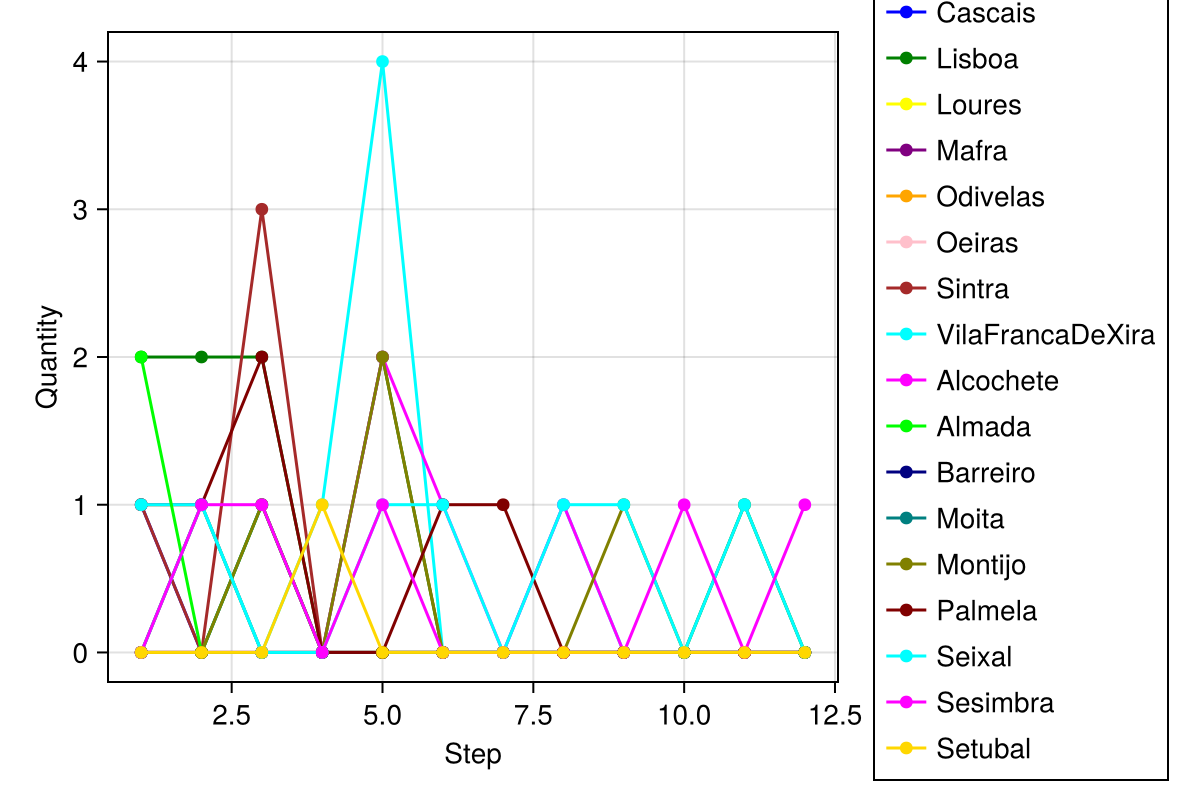 4
3
2
1
0
Quantity
2.5 5.0 7.5 10.0 12.5
Step
Cascais
Lisboa
Loures
Mafra
Odivelas
Oeiras
Sintra
VilaFrancaDeXira
Alcochete
Almada
Barreiro
Moita
Montijo
Palmela
Seixal
Sesimbra
Setubal